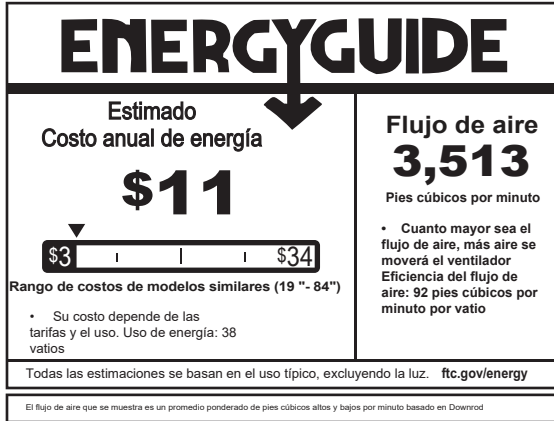 ENERGYGUIDE
Estimado
Costo anual de energía
$11
$3
$34
Rango de costos de modelos similares (19 "- 84")
• Su costo depende de las
tarifas y el uso. Uso de energía: 38
vatios
Flujo de aire
3,513
Pies cúbicos por minuto
• Cuanto mayor sea el
flujo de aire, más aire se
moverá el ventilador
Eficiencia del flujo de
aire: 92 pies cúbicos por
minuto por vatio
Todas las estimaciones se basan en el uso típico, excluyendo la luz. ftc.gov/energy
El flujo de aire que se muestra es un promedio ponderado de pies cúbicos altos y bajos por minuto basado en Downrod